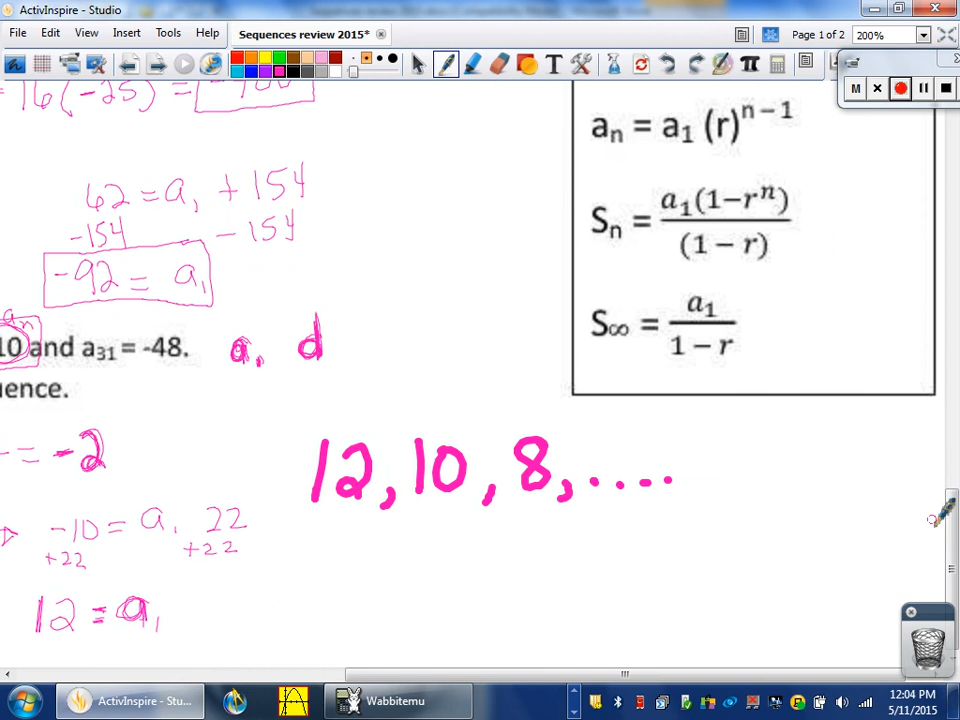 ActivInspire - Studio
File Edit View Insert Tools Help
Sequences review 2015*
Page 1 of 2
200%
= 16(-25) =
an = a1 (r)^n - 1
62 = a1 + 154
-154 - 154
-92 = a1
Sn = a1(1-r^n) / (1 - r)
an
10 and a31 = -48. a1 d
S∞ = a1 / 1 - r
uence.
= -2
12, 10, 8, ....
-10 = a1 22
+22 +22
12 = a1
ActivInspire - Stu...
Wabbitemu
12:04 PM
5/11/2015